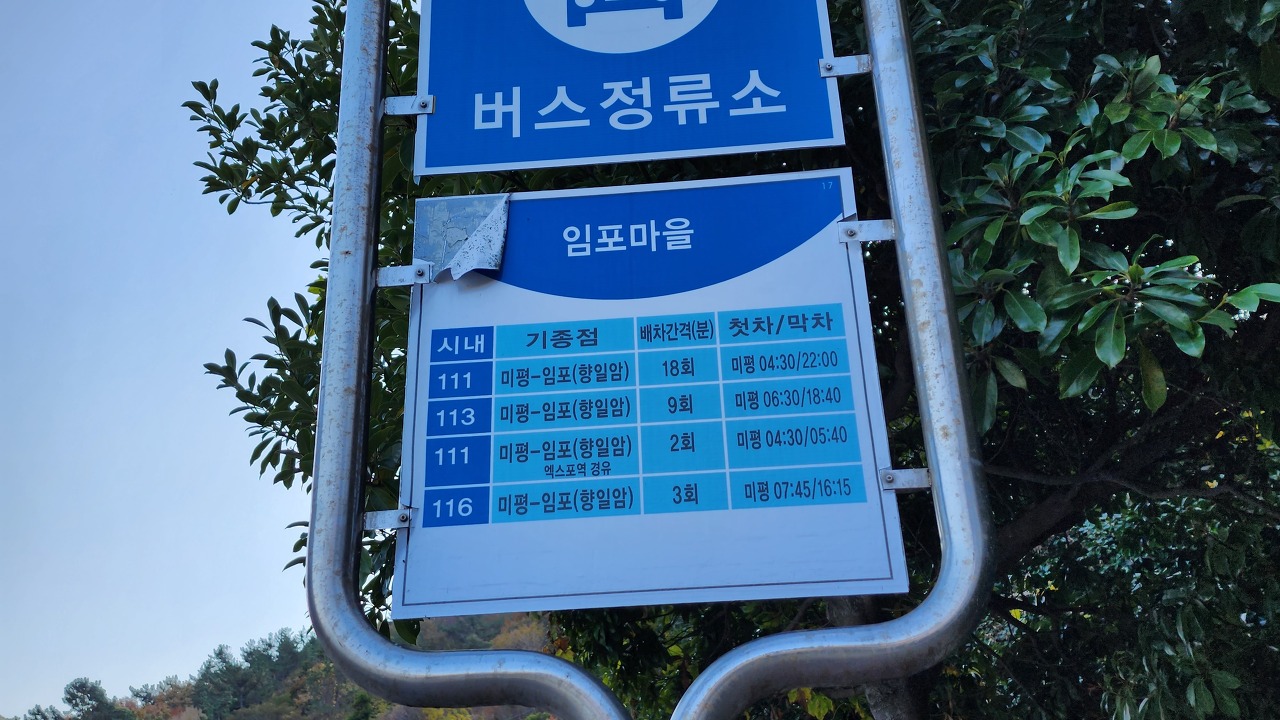 버스정류소
17
임포마을
시내 기종점 배차간격(분) 첫차/막차
111 미평-임포(향일암) 18회 미평 04:30/22:00
113 미평-임포(향일암) 9회 미평 06:30/18:40
111 미평-임포(향일암) 2회 미평 04:30/05:40
엑스포역 경유
116 미평-임포(향일암) 3회 미평 07:45/16:15